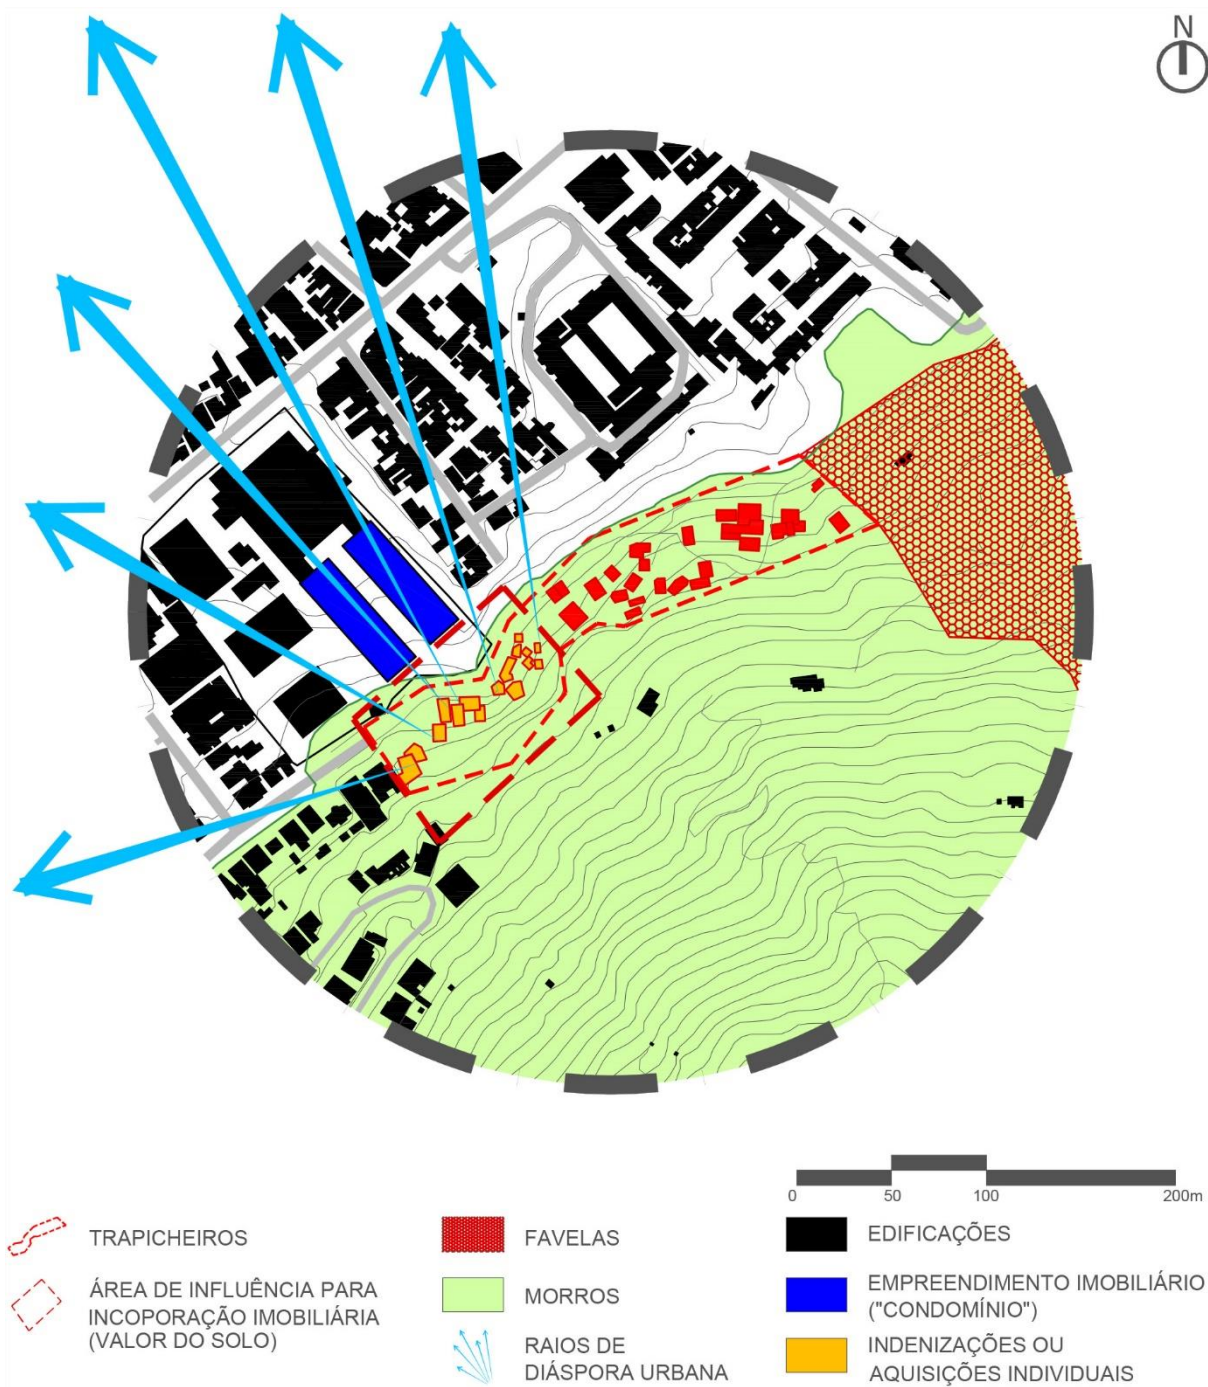 N
0 50 100 200m
TRAPICHEIROS
ÁREA DE INFLUÊNCIA PARA
INCOPORAÇÃO IMOBILIÁRIA
(VALOR DO SOLO)
FAVELAS
MORROS
RAIOS DE
DIÁSPORA URBANA
EDIFICAÇÕES
EMPREENDIMENTO IMOBILIÁRIO
("CONDOMÍNIO")
INDENIZAÇÕES OU
AQUISIÇÕES INDIVIDUAIS